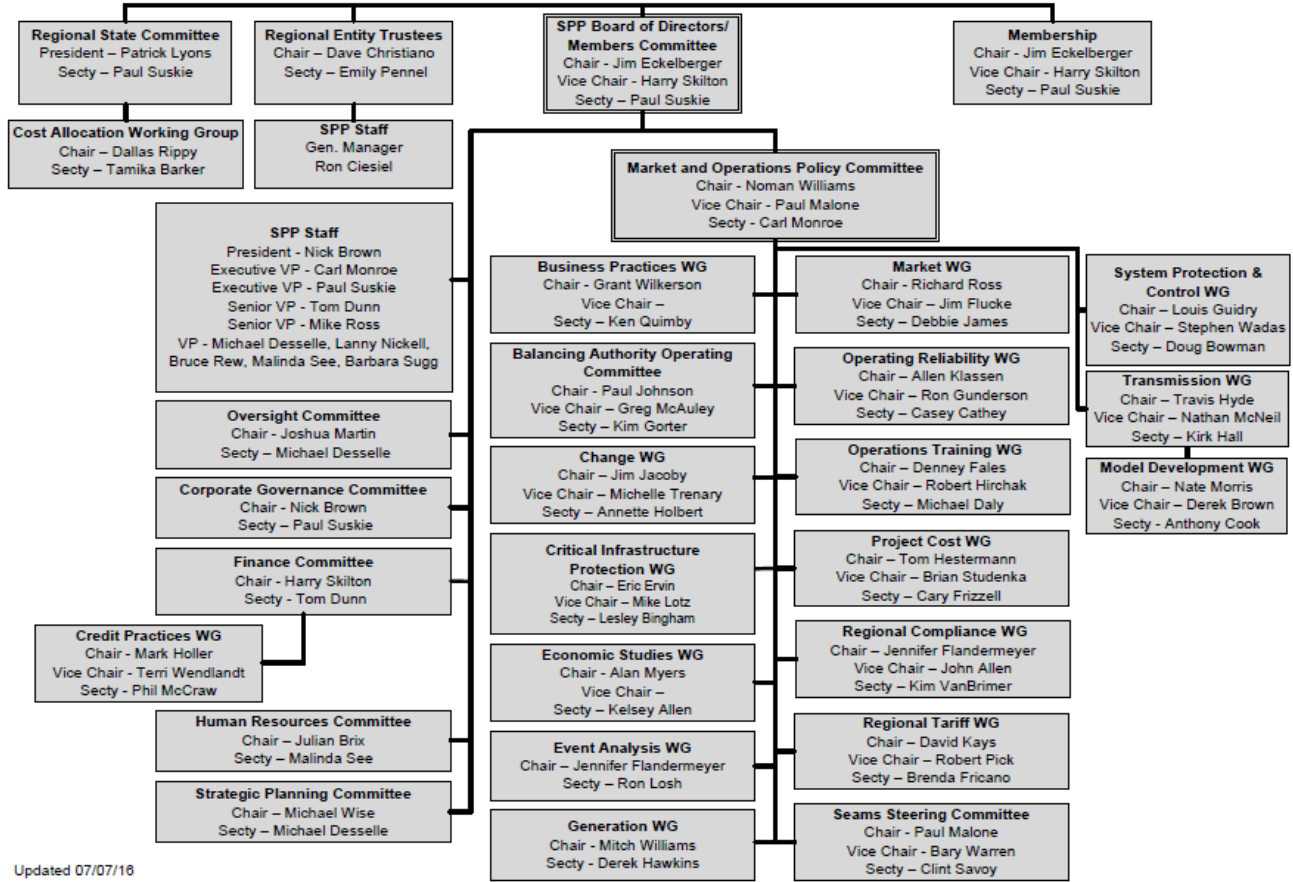 Regional State Committee
President – Patrick Lyons
Secty – Paul Suskie
Regional Entity Trustees
Chair – Dave Christiano
Secty – Emily Pennel
SPP Board of Directors/
Members Committee
Chair - Jim Eckelberger
Vice Chair - Harry Skilton
Secty – Paul Suskie
Membership
Chair - Jim Eckelberger
Vice Chair - Harry Skilton
Secty – Paul Suskie
Cost Allocation Working Group
Chair – Dallas Rippy
Secty – Tamika Barker
SPP Staff
Gen. Manager
Ron Ciesiel
Market and Operations Policy Committee
Chair - Noman Williams
Vice Chair - Paul Malone
Secty - Carl Monroe
SPP Staff
President - Nick Brown
Executive VP - Carl Monroe
Executive VP - Paul Suskie
Senior VP - Tom Dunn
Senior VP - Mike Ross
VP - Michael Desselle, Lanny Nickell,
Bruce Rew, Malinda See, Barbara Sugg
Oversight Committee
Chair - Joshua Martin
Secty – Michael Desselle
Corporate Governance Committee
Chair - Nick Brown
Secty – Paul Suskie
Finance Committee
Chair - Harry Skilton
Secty - Tom Dunn
Credit Practices WG
Chair - Mark Holler
Vice Chair - Terri Wendlandt
Secty - Phil McCraw
Human Resources Committee
Chair – Julian Brix
Secty – Malinda See
Strategic Planning Committee
Chair – Michael Wise
Secty – Michael Desselle
Business Practices WG
Chair - Grant Wilkerson
Vice Chair –
Secty – Ken Quimby
Balancing Authority Operating
Committee
Chair - Paul Johnson
Vice Chair – Greg McAuley
Secty – Kim Gorter
Change WG
Chair – Jim Jacoby
Vice Chair – Michelle Trenary
Secty – Annette Holbert
Critical Infrastructure
Protection WG
Chair – Eric Ervin
Vice Chair – Mike Lotz
Secty – Lesley Bingham
Economic Studies WG
Chair - Alan Myers
Vice Chair –
Secty – Kelsey Allen
Event Analysis WG
Chair – Jennifer Flandermeyer
Secty – Ron Losh
Generation WG
Chair - Mitch Williams
Secty - Derek Hawkins
Market WG
Chair - Richard Ross
Vice Chair – Jim Flucke
Secty – Debbie James
Operating Reliability WG
Chair – Allen Klassen
Vice Chair – Ron Gunderson
Secty – Casey Cathey
Operations Training WG
Chair – Denney Fales
Vice Chair – Robert Hirchak
Secty – Michael Daly
Project Cost WG
Chair – Tom Hestermann
Vice Chair – Brian Studenka
Secty – Cary Frizzell
Regional Compliance WG
Chair – Jennifer Flandermeyer
Vice Chair – John Allen
Secty – Kim VanBrimer
Regional Tariff WG
Chair – David Kays
Vice Chair – Robert Pick
Secty – Brenda Fricano
Seams Steering Committee
Chair - Paul Malone
Vice Chair - Bary Warren
Secty – Clint Savoy
System Protection &
Control WG
Chair – Louis Guidry
Vice Chair – Stephen Wadas
Secty – Doug Bowman
Transmission WG
Chair – Travis Hyde
Vice Chair – Nathan McNeil
Secty – Kirk Hall
Model Development WG
Chair – Nate Morris
Vice Chair – Derek Brown
Secty - Anthony Cook
Updated 07/07/16